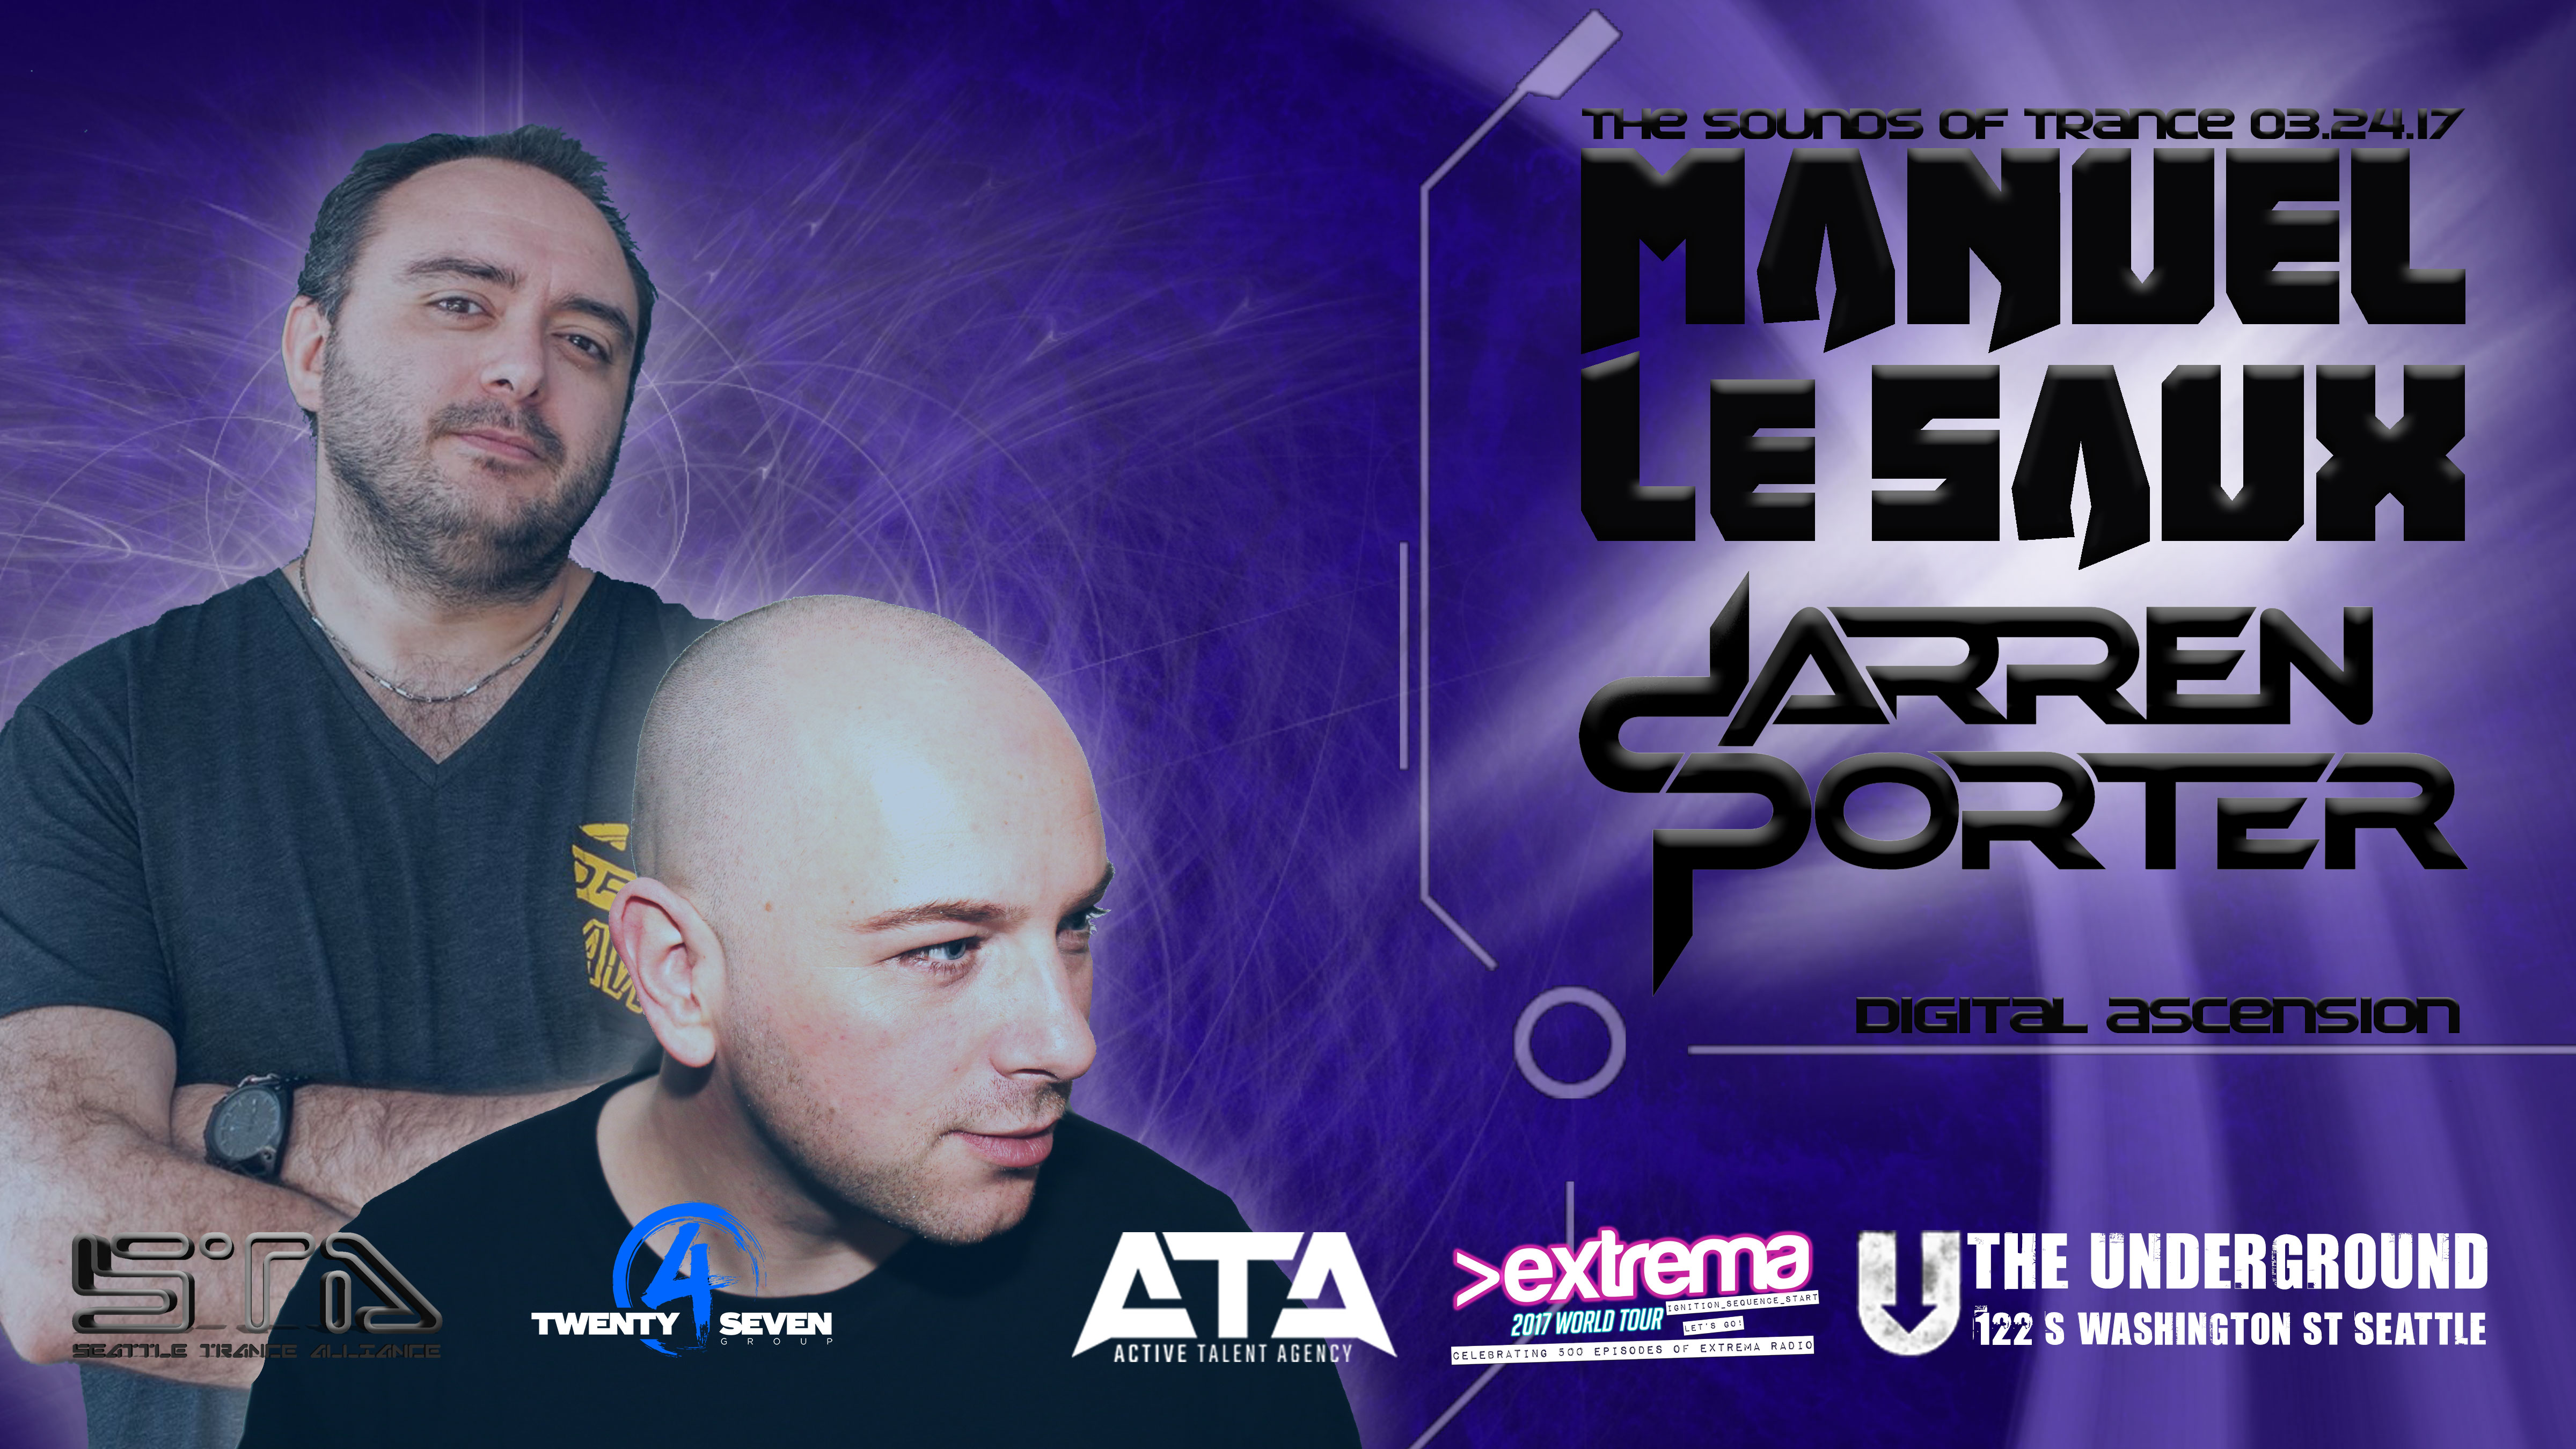 THE SOUNDS OF TRANCE 03.24.17
MANUEL
LE SAUX
DARREN
PORTER
DIGITAL ASCENSION
STA
SEATTLE TRANCE ALLIANCE
4
TWENTY SEVEN
GROUP
ATA
ACTIVE TALENT AGENCY
>extrema
2017 WORLD TOUR
IGNITION_SEQUENCE_START
LET'S GO!
CELEBRATING 500 EPISODES OF EXTREMA RADIO
U
THE UNDERGROUND
122 S WASHINGTON ST SEATTLE